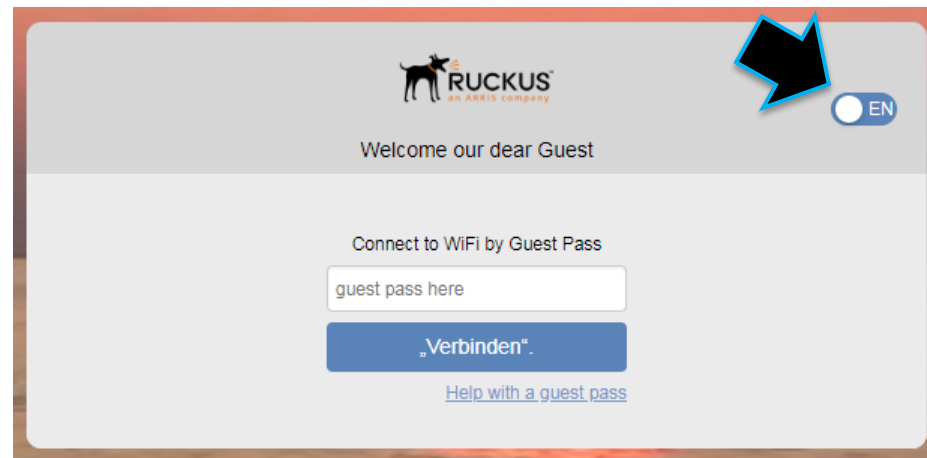 RUCKUS™
an ARRIS company
EN
Welcome our dear Guest
Connect to WiFi by Guest Pass
guest pass here
„Verbinden“.
Help with a guest pass